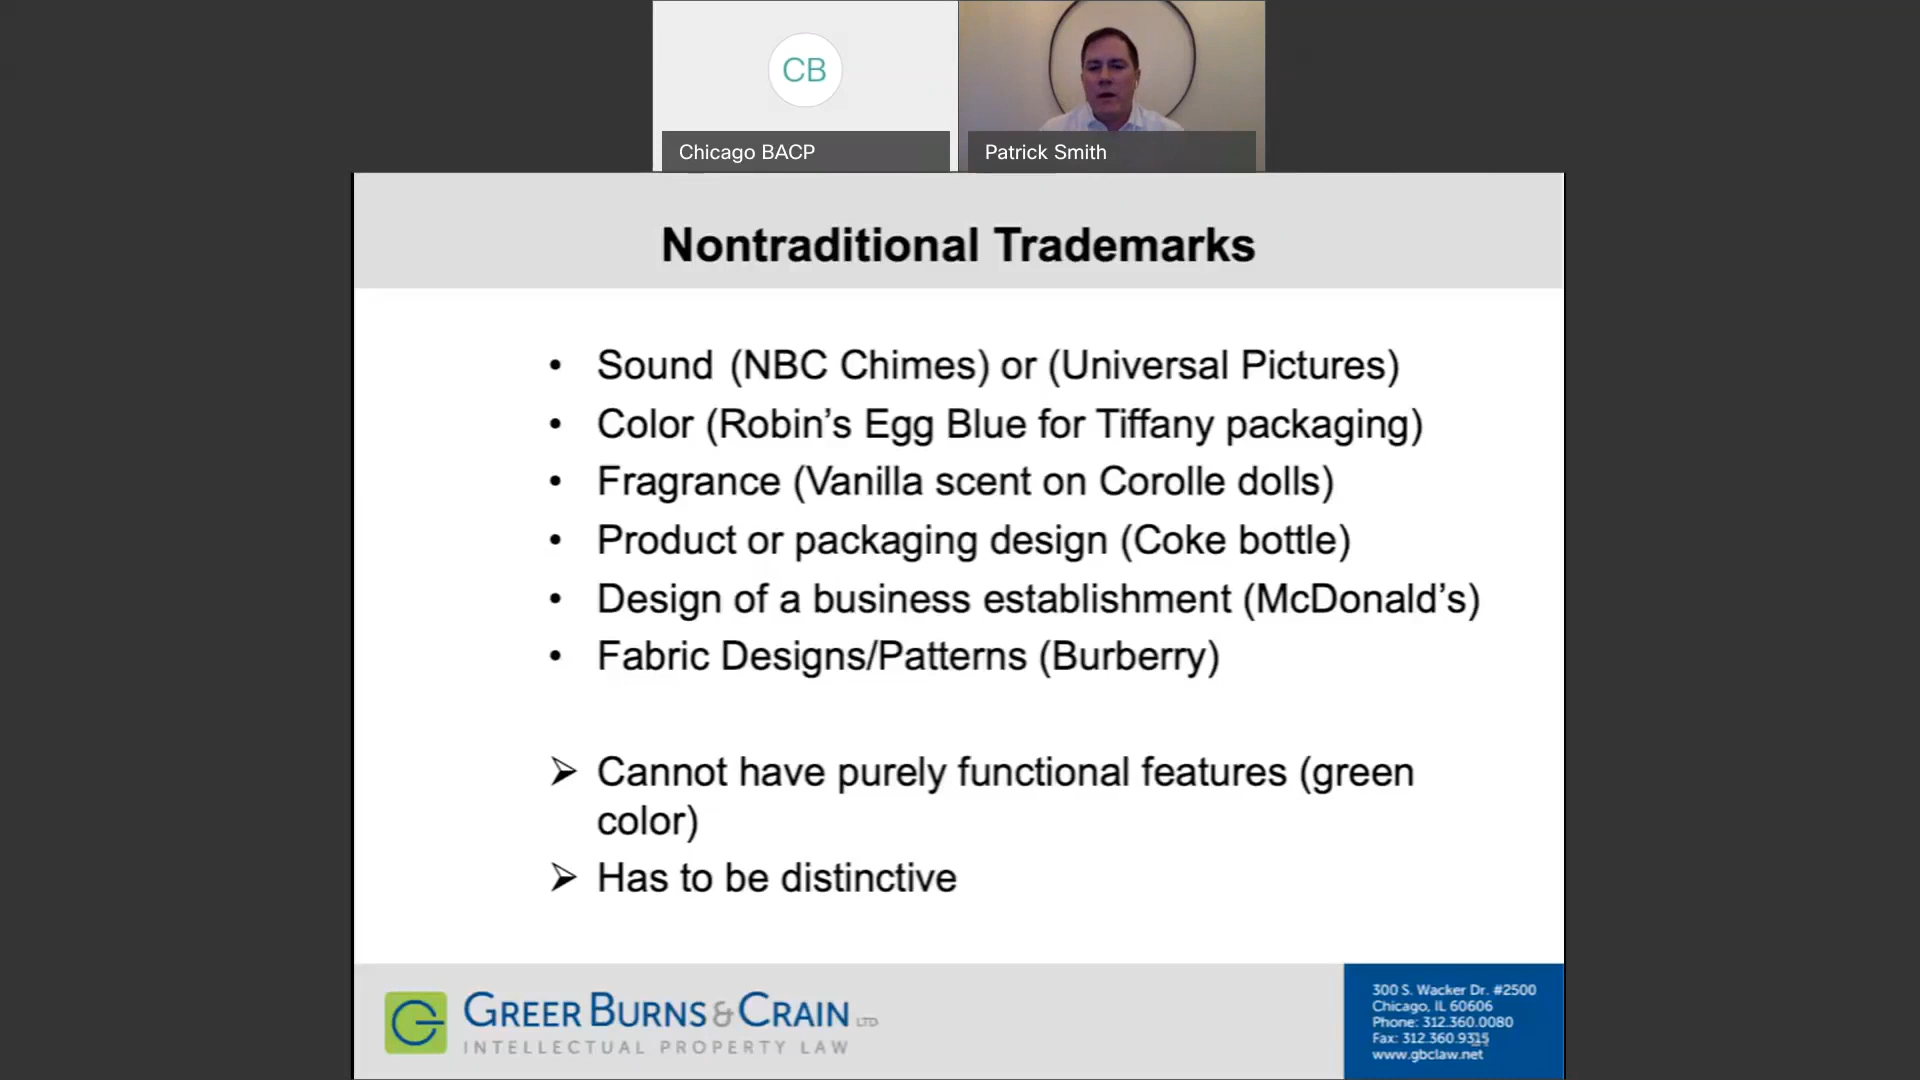 CB
Chicago BACP
Patrick Smith
Nontraditional Trademarks
• Sound (NBC Chimes) or (Universal Pictures)
• Color (Robin’s Egg Blue for Tiffany packaging)
• Fragrance (Vanilla scent on Corolle dolls)
• Product or packaging design (Coke bottle)
• Design of a business establishment (McDonald’s)
• Fabric Designs/Patterns (Burberry)
➢ Cannot have purely functional features (green
color)
➢ Has to be distinctive
GREER BURNS & CRAIN LTD
INTELLECTUAL PROPERTY LAW
300 S. Wacker Dr. #2500
Chicago, IL 60606
Phone: 312.360.0080
Fax: 312.360.9315
www.gbclaw.net